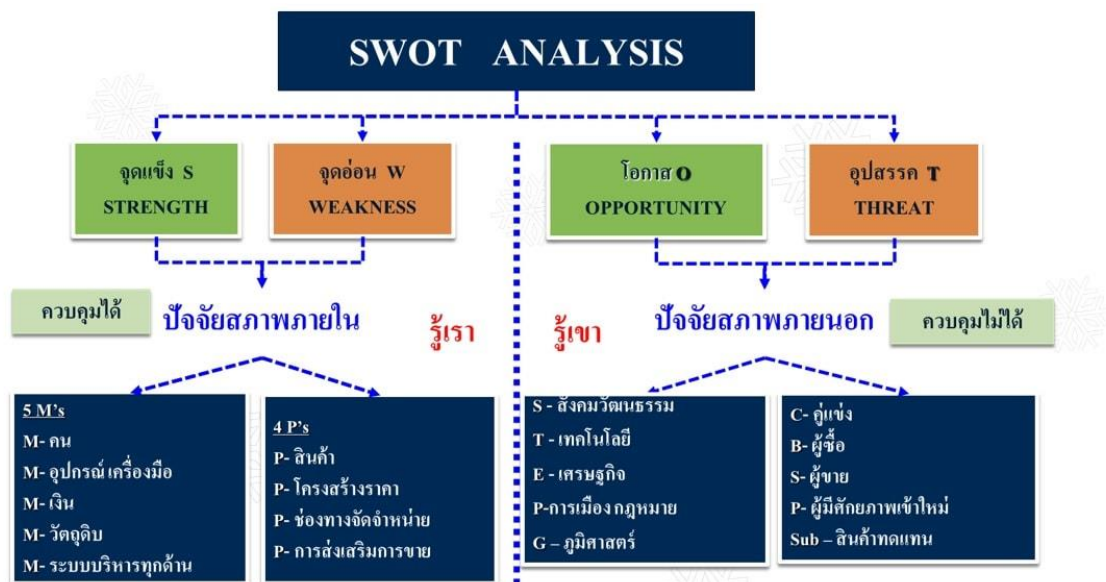 SWOT ANALYSIS
จุดแข็ง S
STRENGTH
จุดอ่อน W
WEAKNESS
โอกาส O
OPPORTUNITY
อุปสรรค T
THREAT
ควบคุมได้
ปัจจัยสภาพภายใน
รู้เรา
รู้เขา
ปัจจัยสภาพภายนอก
ควบคุมไม่ได้
5 M's
M- คน
M- อุปกรณ์ เครื่องมือ
M- เงิน
M- วัตถุดิบ
M- ระบบบริหารทุกด้าน
4 P's
P- สินค้า
P- โครงสร้างราคา
P- ช่องทางจัดจำหน่าย
P- การส่งเสริมการขาย
S - สังคมวัฒนธรรม
T - เทคโนโลยี
E - เศรษฐกิจ
P-การเมือง กฎหมาย
G – ภูมิศาสตร์
C- คู่แข่ง
B- ผู้ซื้อ
S- ผู้ขาย
P- ผู้มีศักยภาพเข้าใหม่
Sub – สินค้าทดแทน